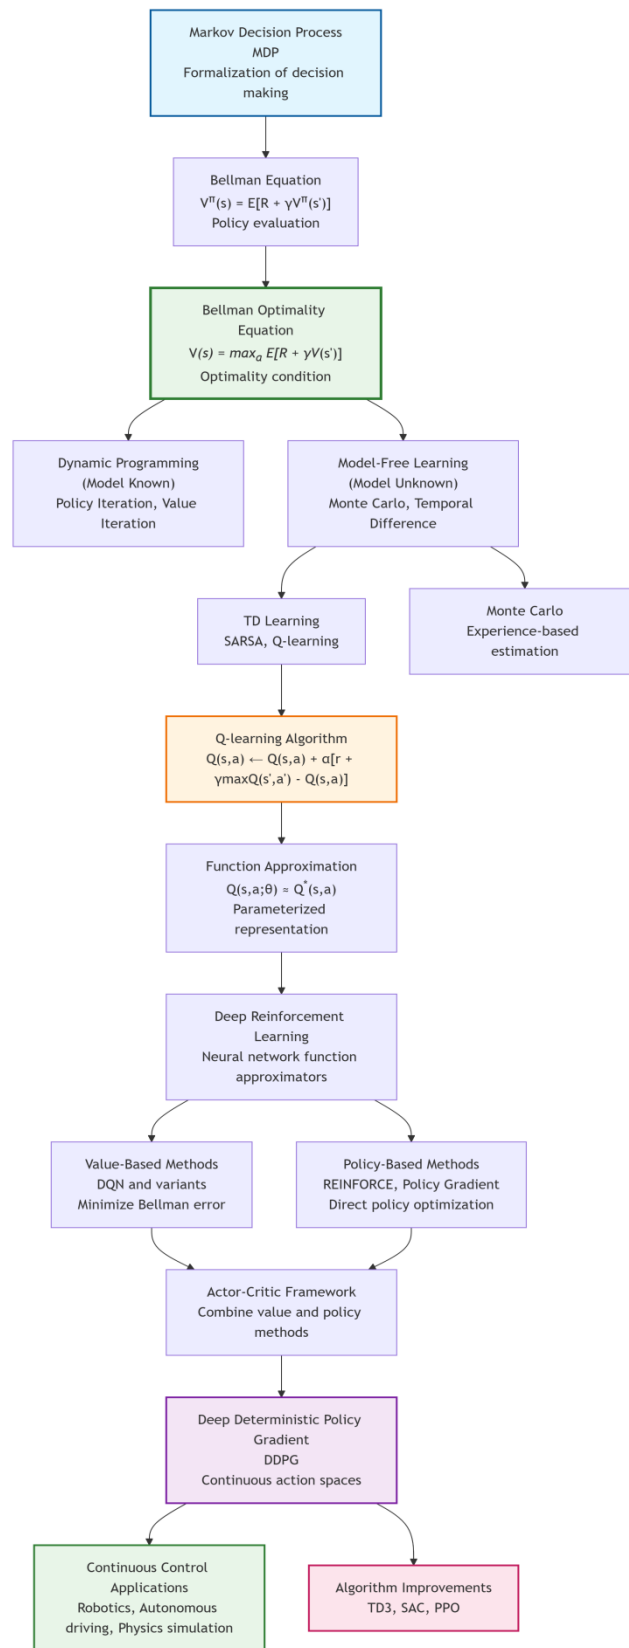 Markov Decision Process
MDP
Formalization of decision
making
Bellman Equation
Vᵖⁱ(s) = E[R + γVᵖⁱ(s')]
Policy evaluation
Bellman Optimality
Equation
V(s) = maxₐ E[R + γV(s')]
Optimality condition
Dynamic Programming
(Model Known)
Policy Iteration, Value
Iteration
Model-Free Learning
(Model Unknown)
Monte Carlo, Temporal
Difference
TD Learning
SARSA, Q-learning
Monte Carlo
Experience-based
estimation
Q-learning Algorithm
Q(s,a) ← Q(s,a) + α[r +
γmaxQ(s',a') - Q(s,a)]
Function Approximation
Q(s,a;θ) ≈ Q*(s,a)
Parameterized
representation
Deep Reinforcement
Learning
Neural network function
approximators
Value-Based Methods
DQN and variants
Minimize Bellman error
Policy-Based Methods
REINFORCE, Policy Gradient
Direct policy optimization
Actor-Critic Framework
Combine value and policy
methods
Deep Deterministic Policy
Gradient
DDPG
Continuous action spaces
Continuous Control
Applications
Robotics, Autonomous
driving, Physics simulation
Algorithm Improvements
TD3, SAC, PPO